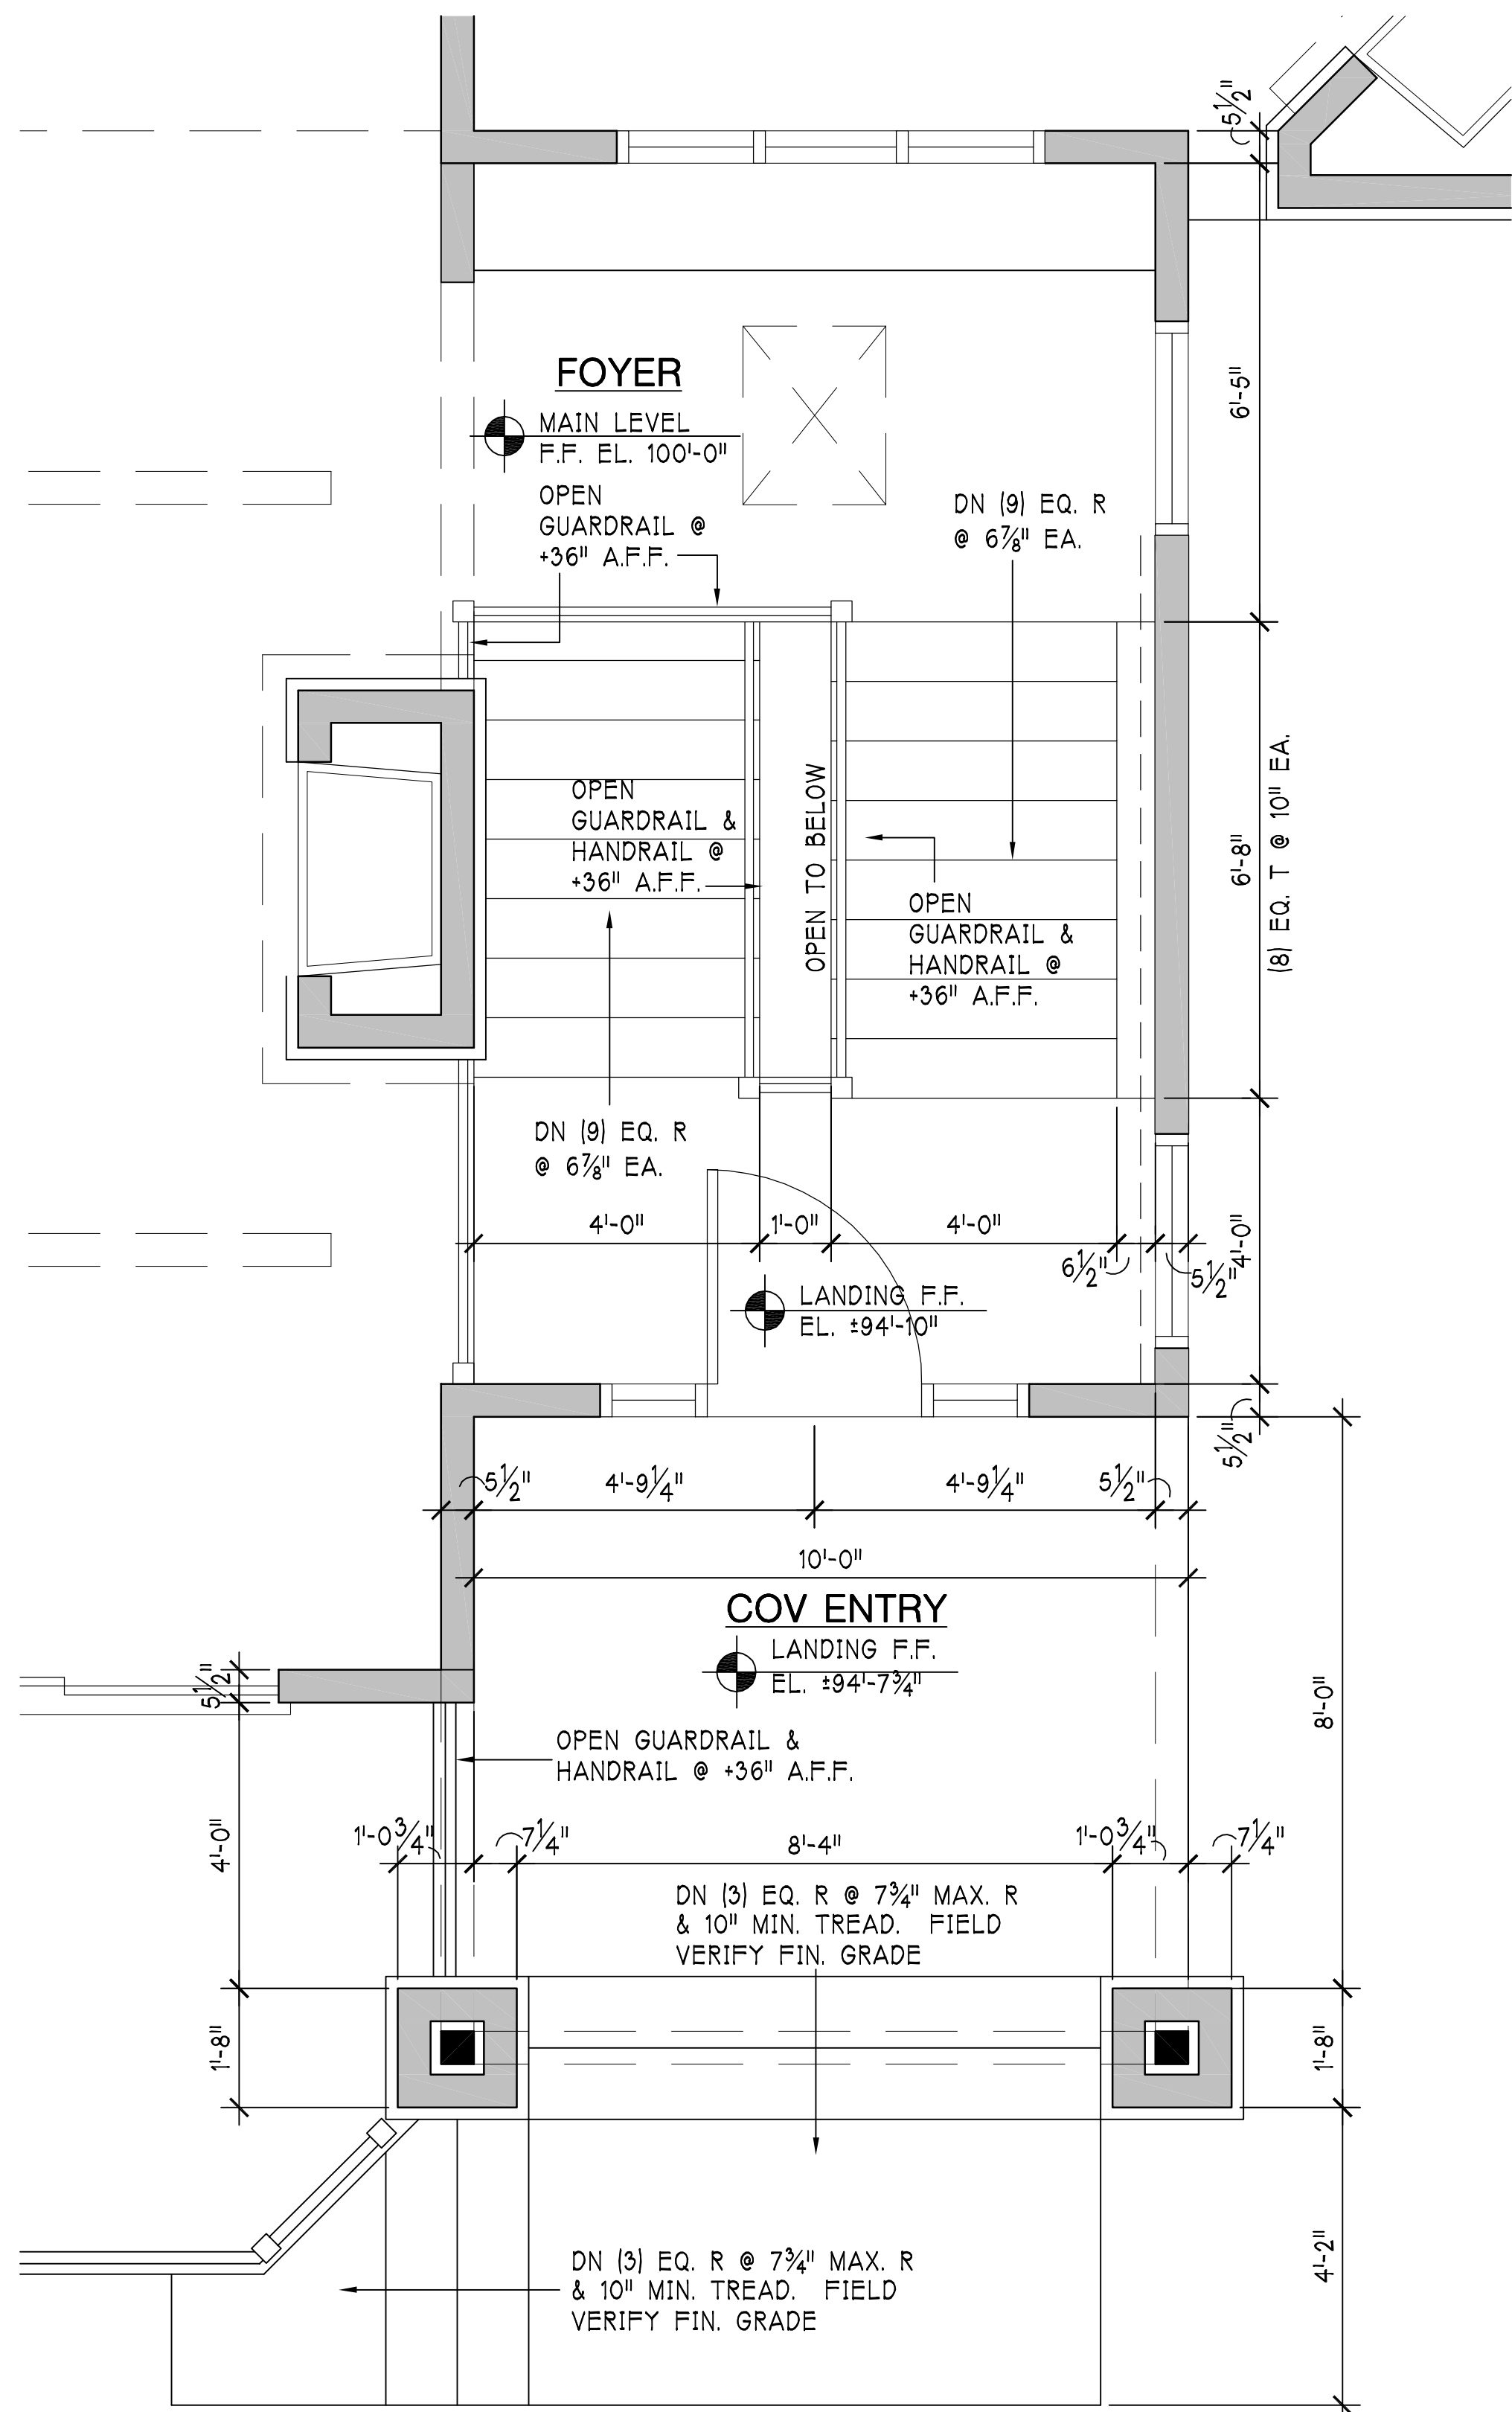 5½"
FOYER
MAIN LEVEL
F.F. EL. 100'-0"
6'-5"
OPEN
GUARDRAIL @
+36" A.F.F.
DN (9) EQ. R
@ 6⅞" EA.
OPEN
GUARDRAIL &
HANDRAIL @
+36" A.F.F.
OPEN TO BELOW
OPEN
GUARDRAIL &
HANDRAIL @
+36" A.F.F.
6'-8"
(8) EQ. T @ 10" EA.
DN (9) EQ. R
@ 6⅞" EA.
4'-0"
1'-0"
4'-0"
6½"
5½"
4'-0"
LANDING F.F.
EL. ±94'-10"
5½"
5½"
4'-9¼"
4'-9¼"
5½"
10'-0"
COV ENTRY
LANDING F.F.
EL. ±94'-7¾"
5½"
8'-0"
OPEN GUARDRAIL &
HANDRAIL @ +36" A.F.F.
4'-0"
1'-0¾"
7¼"
8'-4"
1'-0¾"
7¼"
DN (3) EQ. R @ 7¾" MAX. R
& 10" MIN. TREAD. FIELD
VERIFY FIN. GRADE
1'-8"
1'-8"
DN (3) EQ. R @ 7¾" MAX. R
& 10" MIN. TREAD. FIELD
VERIFY FIN. GRADE
4'-2"